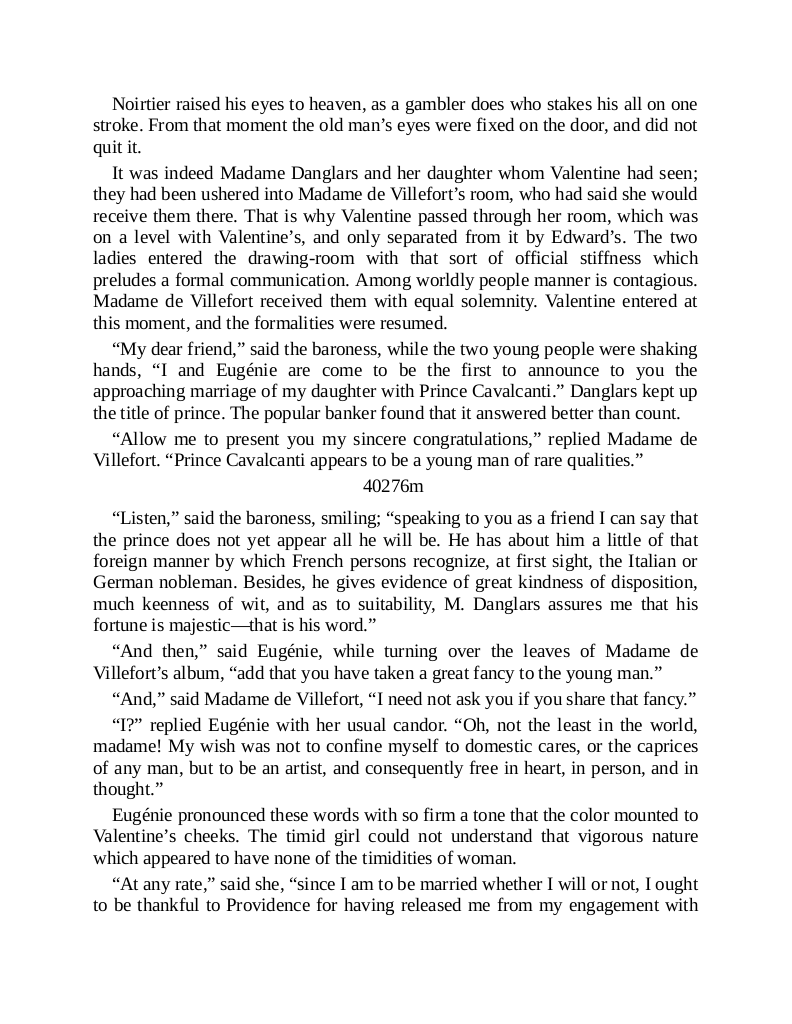 Noirtier raised his eyes to heaven, as a gambler does who stakes his all on one
stroke. From that moment the old man’s eyes were fixed on the door, and did not
quit it.
It was indeed Madame Danglars and her daughter whom Valentine had seen;
they had been ushered into Madame de Villefort’s room, who had said she would
receive them there. That is why Valentine passed through her room, which was
on a level with Valentine’s, and only separated from it by Edward’s. The two
ladies entered the drawing-room with that sort of official stiffness which
preludes a formal communication. Among worldly people manner is contagious.
Madame de Villefort received them with equal solemnity. Valentine entered at
this moment, and the formalities were resumed.
“My dear friend,” said the baroness, while the two young people were shaking
hands, “I and Eugénie are come to be the first to announce to you the
approaching marriage of my daughter with Prince Cavalcanti.” Danglars kept up
the title of prince. The popular banker found that it answered better than count.
“Allow me to present you my sincere congratulations,” replied Madame de
Villefort. “Prince Cavalcanti appears to be a young man of rare qualities.”
40276m
“Listen,” said the baroness, smiling; “speaking to you as a friend I can say that
the prince does not yet appear all he will be. He has about him a little of that
foreign manner by which French persons recognize, at first sight, the Italian or
German nobleman. Besides, he gives evidence of great kindness of disposition,
much keenness of wit, and as to suitability, M. Danglars assures me that his
fortune is majestic—that is his word.”
“And then,” said Eugénie, while turning over the leaves of Madame de
Villefort’s album, “add that you have taken a great fancy to the young man.”
“And,” said Madame de Villefort, “I need not ask you if you share that fancy.”
“I?” replied Eugénie with her usual candor. “Oh, not the least in the world,
madame! My wish was not to confine myself to domestic cares, or the caprices
of any man, but to be an artist, and consequently free in heart, in person, and in
thought.”
Eugénie pronounced these words with so firm a tone that the color mounted to
Valentine’s cheeks. The timid girl could not understand that vigorous nature
which appeared to have none of the timidities of woman.
“At any rate,” said she, “since I am to be married whether I will or not, I ought
to be thankful to Providence for having released me from my engagement with